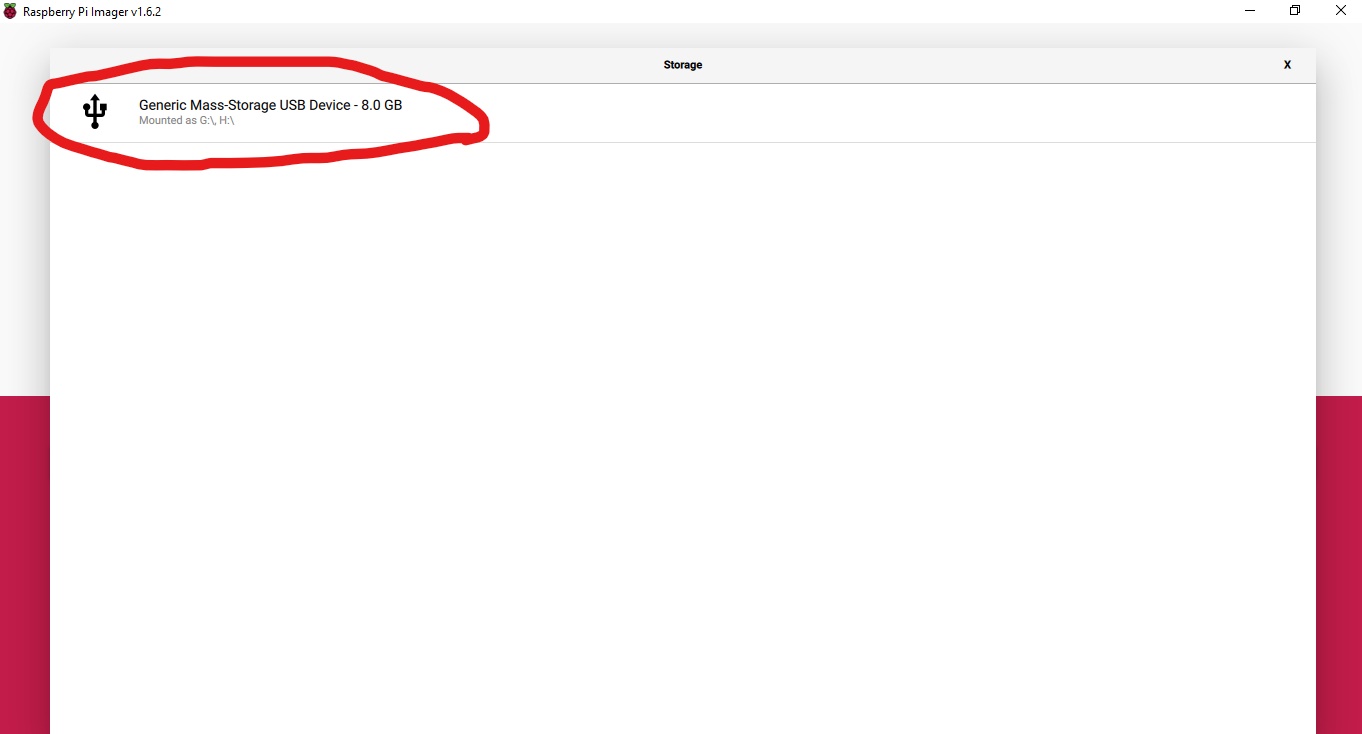 Raspberry Pi Imager v1.6.2
Storage
X
Generic Mass-Storage USB Device - 8.0 GB
Mounted as G:\, H:\